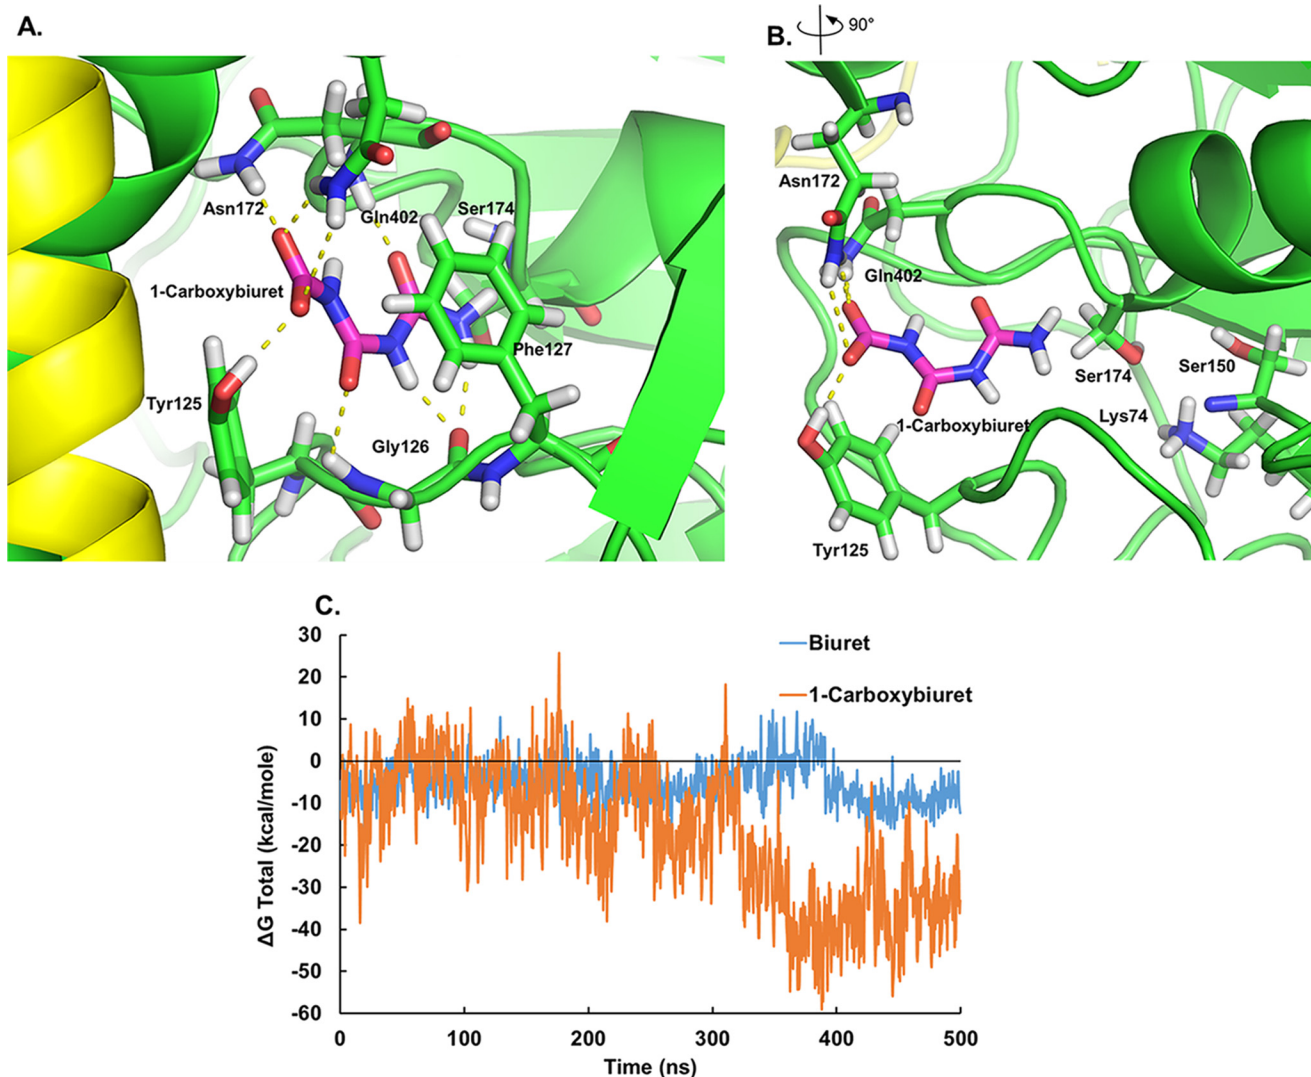 A.
Asn172
Gln402
Ser174
1-Carboxybiuret
Phe127
Tyr125
Gly126
B.
90°
Asn172
Gln402
Ser174
Ser150
1-Carboxybiuret
Lys74
Tyr125
C.
Biuret
1-Carboxybiuret
ΔG Total (kcal/mole)
30
20
10
0
-10
-20
-30
-40
-50
-60
0 100 200 300 400 500
Time (ns)